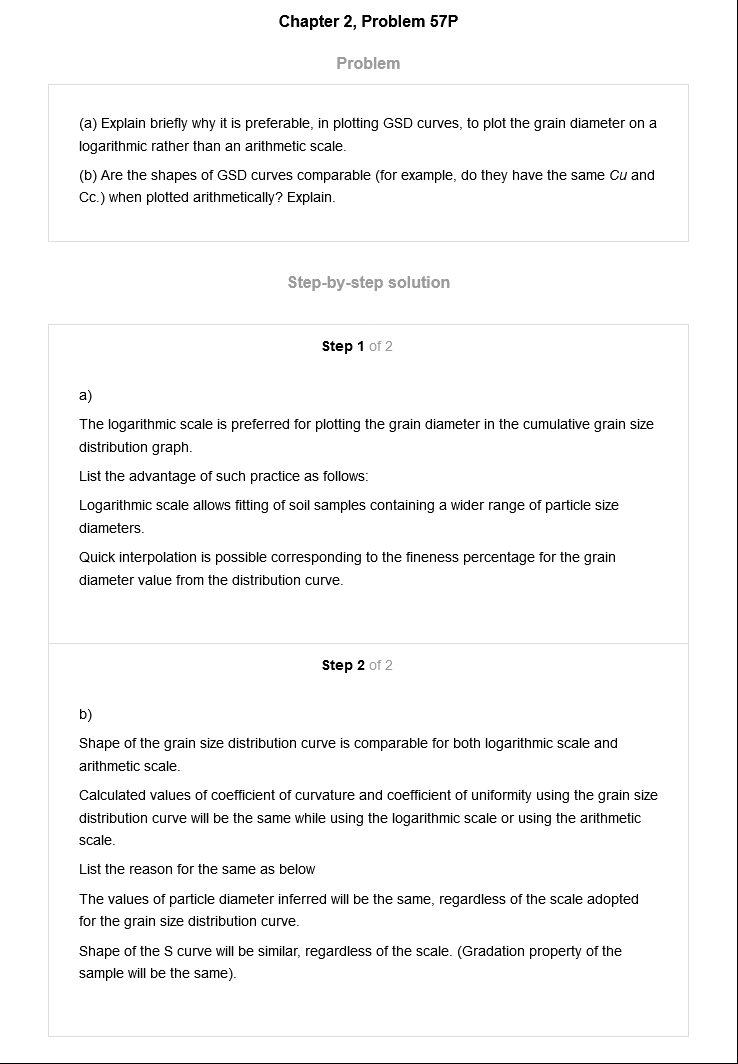 Chapter 2, Problem 57P
Problem
(a) Explain briefly why it is preferable, in plotting GSD curves, to plot the grain diameter on a
logarithmic rather than an arithmetic scale.
(b) Are the shapes of GSD curves comparable (for example, do they have the same Cu and
Cc.) when plotted arithmetically? Explain.
Step-by-step solution
Step 1 of 2
a)
The logarithmic scale is preferred for plotting the grain diameter in the cumulative grain size
distribution graph.
List the advantage of such practice as follows:
Logarithmic scale allows fitting of soil samples containing a wider range of particle size
diameters.
Quick interpolation is possible corresponding to the fineness percentage for the grain
diameter value from the distribution curve.
Step 2 of 2
b)
Shape of the grain size distribution curve is comparable for both logarithmic scale and
arithmetic scale.
Calculated values of coefficient of curvature and coefficient of uniformity using the grain size
distribution curve will be the same while using the logarithmic scale or using the arithmetic
scale.
List the reason for the same as below
The values of particle diameter inferred will be the same, regardless of the scale adopted
for the grain size distribution curve.
Shape of the S curve will be similar, regardless of the scale. (Gradation property of the
sample will be the same).